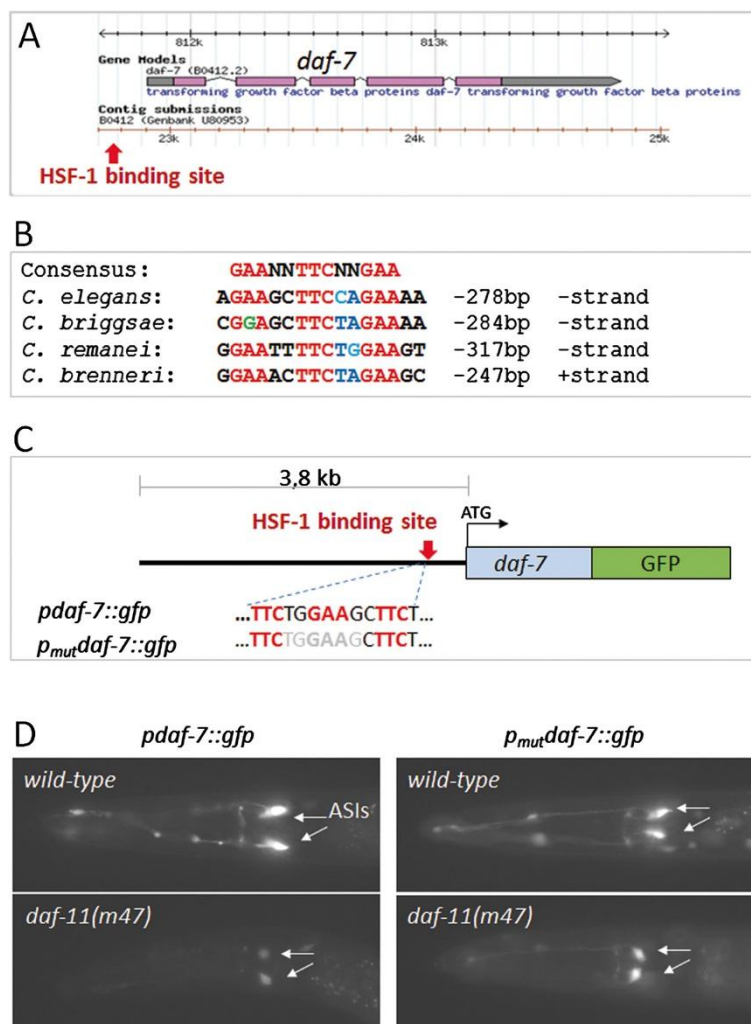 A
812k 813k
Gene Models
daf-7
daf-7 (B0412.2)
transforming growth factor beta proteins daf-7 transforming growth factor beta proteins
Contig submissions
B0412 (Genbank U80953)
23k 24k 25k
HSF-1 binding site
B
Consensus: GAANNTTCNNGAA
C. elegans: AGAAGCTTCCAGAAAA -278bp -strand
C. briggsae: CGGAGCTTCTAGAAAA -284bp -strand
C. remanei: GGAATTTTCTGGAAGT -317bp -strand
C. brenneri: GGAAACTTCTAGAAGC -247bp +strand
C
3,8 kb
HSF-1 binding site
ATG
daf-7 GFP
pdaf-7::gfp ...TTCTGGAAGCTTCT...
pmutdaf-7::gfp ...TTCTGGAAGCTTCT...
D
pdaf-7::gfp pmutdaf-7::gfp
wild-type wild-type
ASIs
daf-11(m47) daf-11(m47)